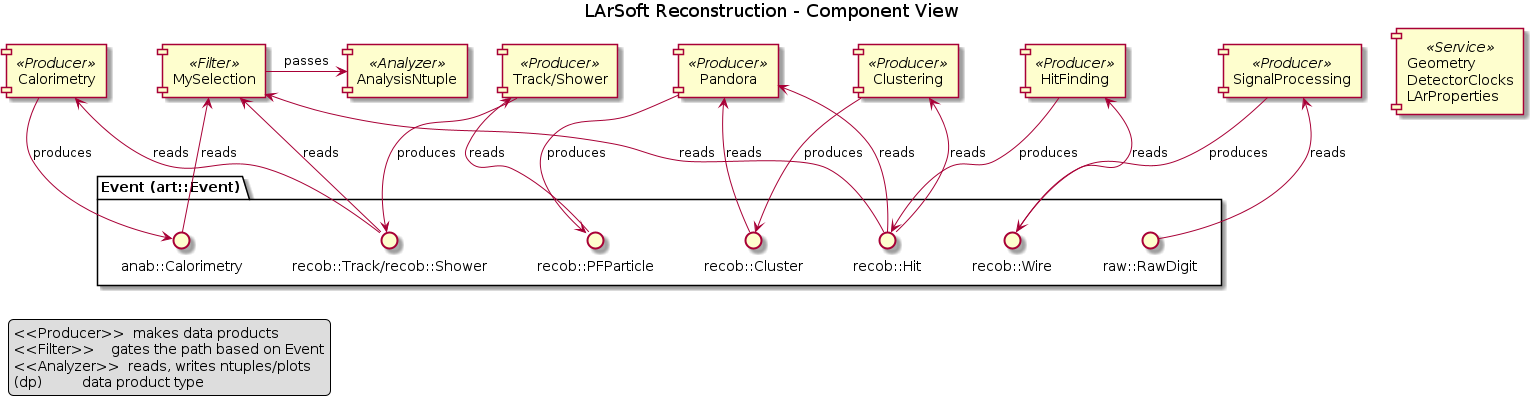 LArSoft Reconstruction - Component View
«Producer»
Calorimetry
«Filter»
MySelection
passes
«Analyzer»
AnalysisNtuple
«Producer»
Track/Shower
«Producer»
Pandora
«Producer»
Clustering
«Producer»
HitFinding
«Producer»
SignalProcessing
«Service»
Geometry
DetectorClocks
LArProperties
produces
reads
reads
reads
produces
reads
produces
reads
reads
produces
reads
reads
produces
reads
produces
reads
Event (art::Event)
anab::Calorimetry
recob::Track/recob::Shower
recob::PFParticle
recob::Cluster
recob::Hit
recob::Wire
raw::RawDigit
<<Producer>> makes data products
<<Filter>> gates the path based on Event
<<Analyzer>> reads, writes ntuples/plots
(dp) data product type